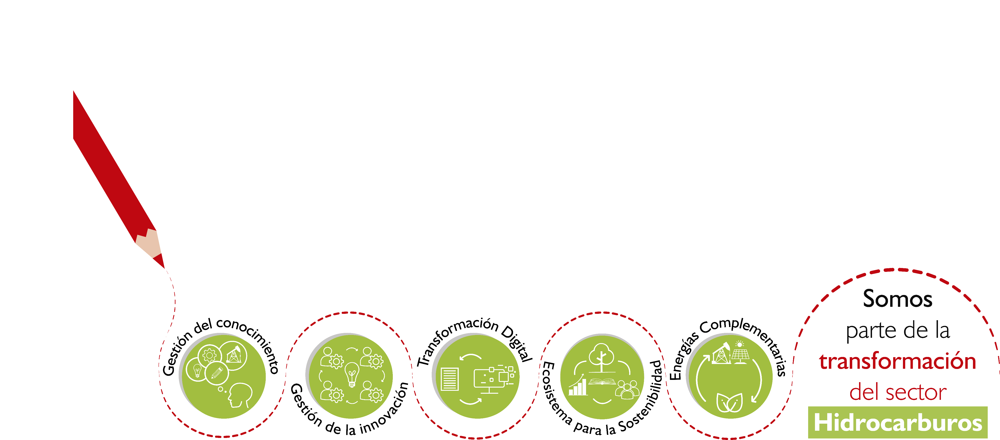 Gestión del conocimiento
Gestión de la innovación
Transformación Digital
Ecosistema para la Sostenibilidad
Energías Complementarias
Somos
parte de la
transformación
del sector
Hidrocarburos